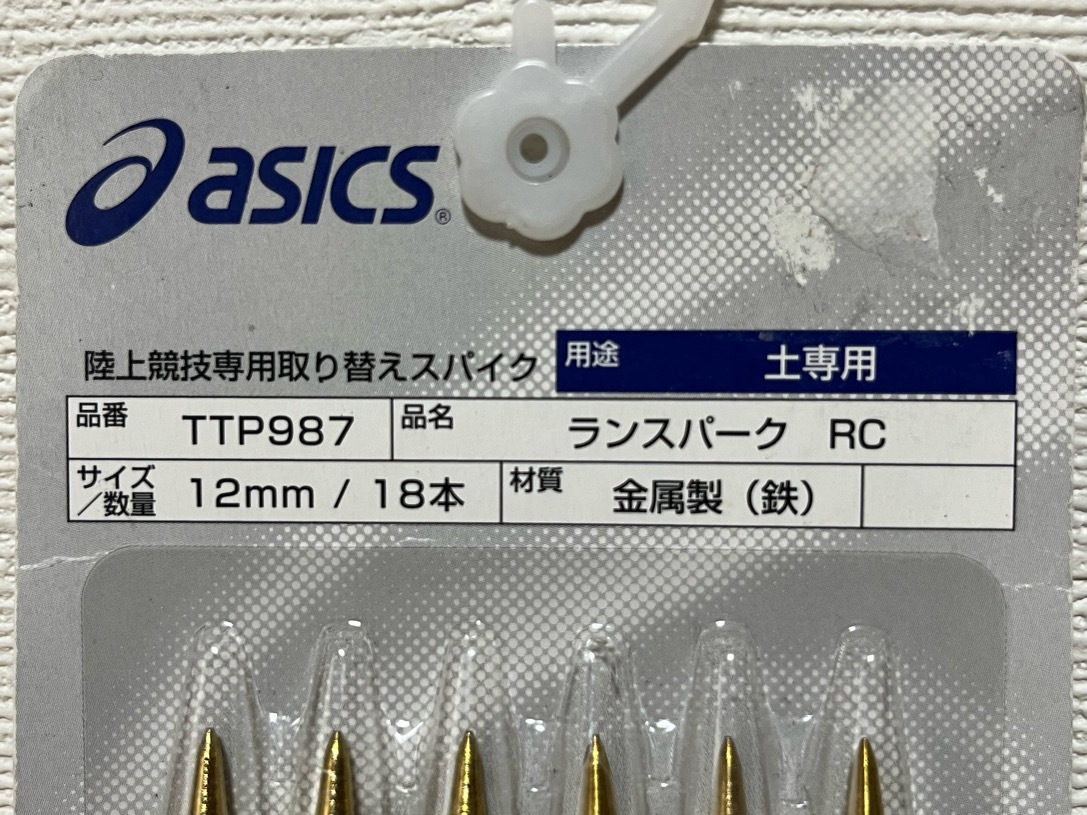 asics®
陸上競技専用取り替えスパイク 用途 土専用
品番 TTP987 品名 ランスパーク RC
サイズ／数量 12mm / 18本 材質 金属製（鉄）